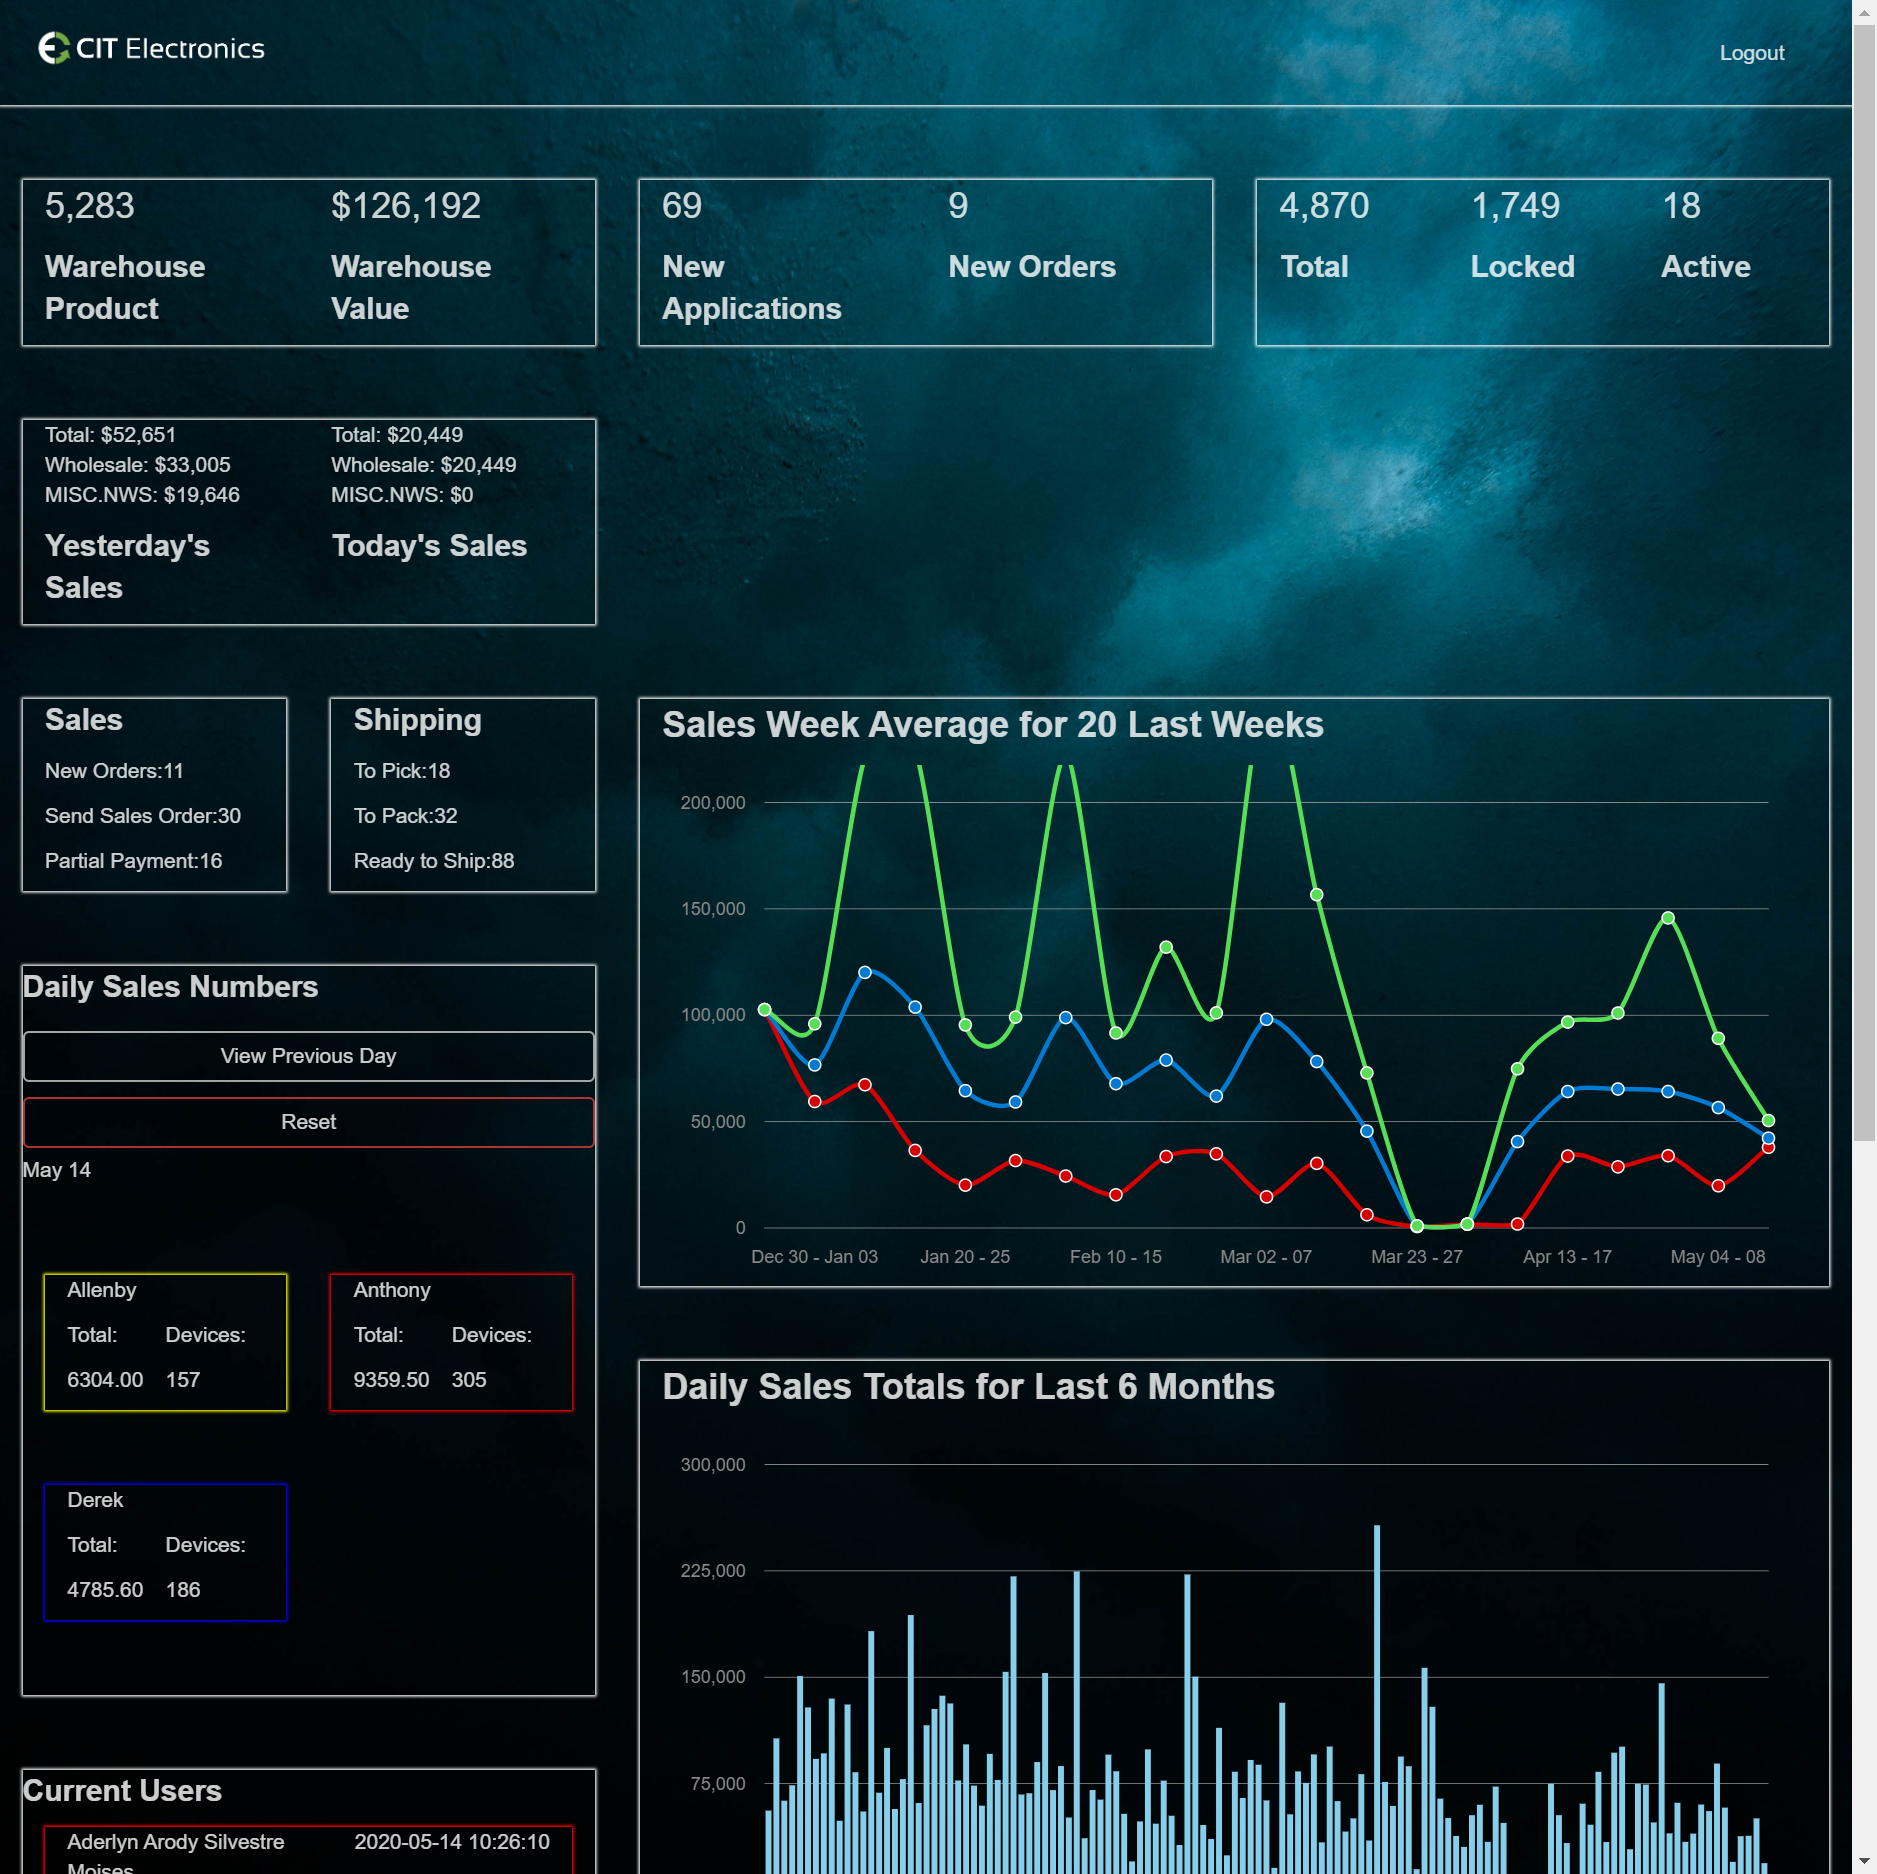 CIT Electronics
Logout
5,283
Warehouse
Product
$126,192
Warehouse
Value
69
New
Applications
9
New Orders
4,870
Total
1,749
Locked
18
Active
Total: $52,651
Wholesale: $33,005
MISC.NWS: $19,646
Yesterday's
Sales
Total: $20,449
Wholesale: $20,449
MISC.NWS: $0
Today's Sales
Sales
New Orders:11
Send Sales Order:30
Partial Payment:16
Shipping
To Pick:18
To Pack:32
Ready to Ship:88
Sales Week Average for 20 Last Weeks
200,000
150,000
100,000
50,000
0
Dec 30 - Jan 03
Jan 20 - 25
Feb 10 - 15
Mar 02 - 07
Mar 23 - 27
Apr 13 - 17
May 04 - 08
Daily Sales Numbers
View Previous Day
Reset
May 14
Allenby
Total: Devices:
6304.00 157
Anthony
Total: Devices:
9359.50 305
Derek
Total: Devices:
4785.60 186
Daily Sales Totals for Last 6 Months
300,000
225,000
150,000
75,000
Current Users
Aderlyn Arody Silvestre
Moises
2020-05-14 10:26:10